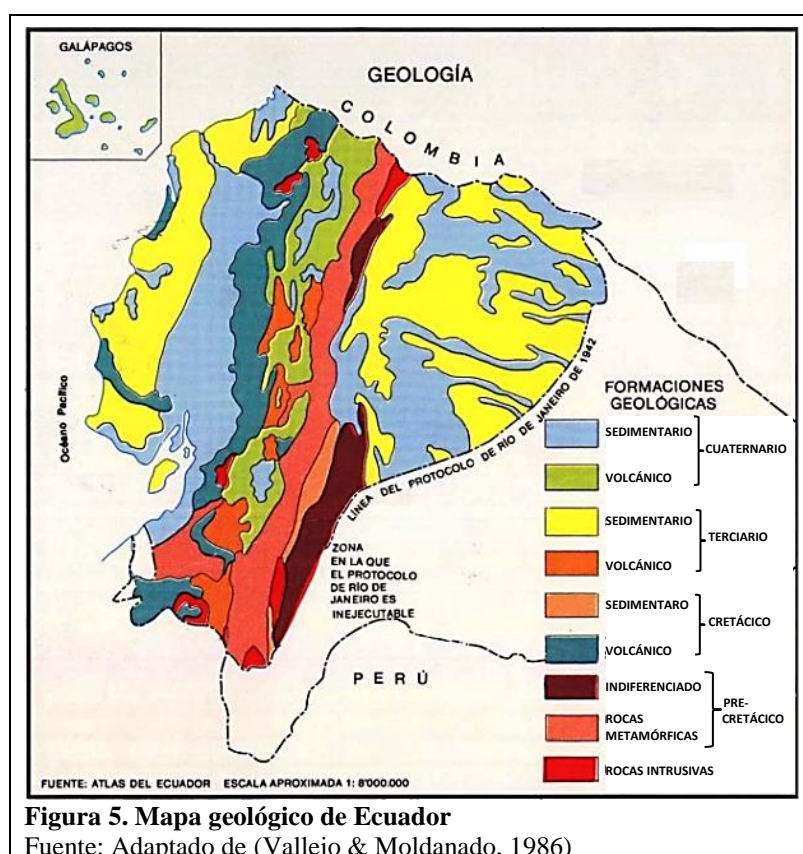 GALÁPAGOS
GEOLOGÍA
COLOMBIA
Océano Pacífico
LINEA DEL PROTOCOLO DE RÍO DE JANEIRO DE 1942
ZONA
EN LA QUE
EL PROTOCOLO
DE RÍO DE
JANEIRO ES
INEJECUTABLE
PERÚ
FORMACIONES
GEOLÓGICAS
SEDIMENTARIO
CUATERNARIO
VOLCÁNICO
SEDIMENTARIO
TERCIARIO
VOLCÁNICO
SEDIMENTARO
CRETÁCICO
VOLCÁNICO
INDIFERENCIADO
PRE-
CRETÁCICO
ROCAS
METAMÓRFICAS
ROCAS INTRUSIVAS
FUENTE: ATLAS DEL ECUADOR ESCALA APROXIMADA 1: 8'000.000
Figura 5. Mapa geológico de Ecuador
Fuente: Adaptado de (Vallejo & Moldanado, 1986)